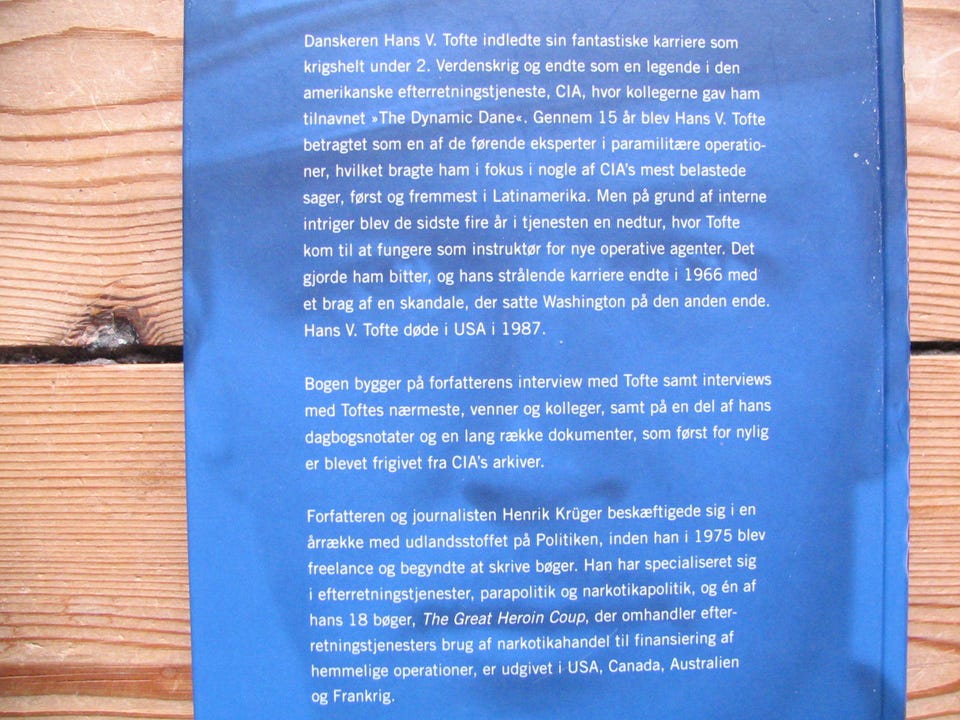 Danskeren Hans V. Tofte indledte sin fantastiske karriere som
krigshelt under 2. Verdenskrig og endte som en legende i den
amerikanske efterretningstjeneste, CIA, hvor kollegerne gav ham
tilnavnet »The Dynamic Dane«. Gennem 15 år blev Hans V. Tofte
betragtet som en af de førende eksperter i paramilitære operatio-
ner, hvilket bragte ham i fokus i nogle af CIA's mest belastede
sager, først og fremmest i Latinamerika. Men på grund af interne
intriger blev de sidste fire år i tjenesten en nedtur, hvor Tofte
kom til at fungere som instruktør for nye operative agenter. Det
gjorde ham bitter, og hans strålende karriere endte i 1966 med
et brag af en skandale, der satte Washington på den anden ende.
Hans V. Tofte døde i USA i 1987.
Bogen bygger på forfatterens interview med Tofte samt interviews
med Toftes nærmeste, venner og kolleger, samt på en del af hans
dagbogsnotater og en lang række dokumenter, som først for nylig
er blevet frigivet fra CIA's arkiver.
Forfatteren og journalisten Henrik Krüger beskæftigede sig i en
årrække med udlandsstoffet på Politiken, inden han i 1975 blev
freelance og begyndte at skrive bøger. Han har specialiseret sig
i efterretningstjenester, parapolitik og narkotikapolitik, og én af
hans 18 bøger, The Great Heroin Coup, der omhandler efter-
retningstjenesters brug af narkotikahandel til finansiering af
hemmelige operationer, er udgivet i USA, Canada, Australien
og Frankrig.